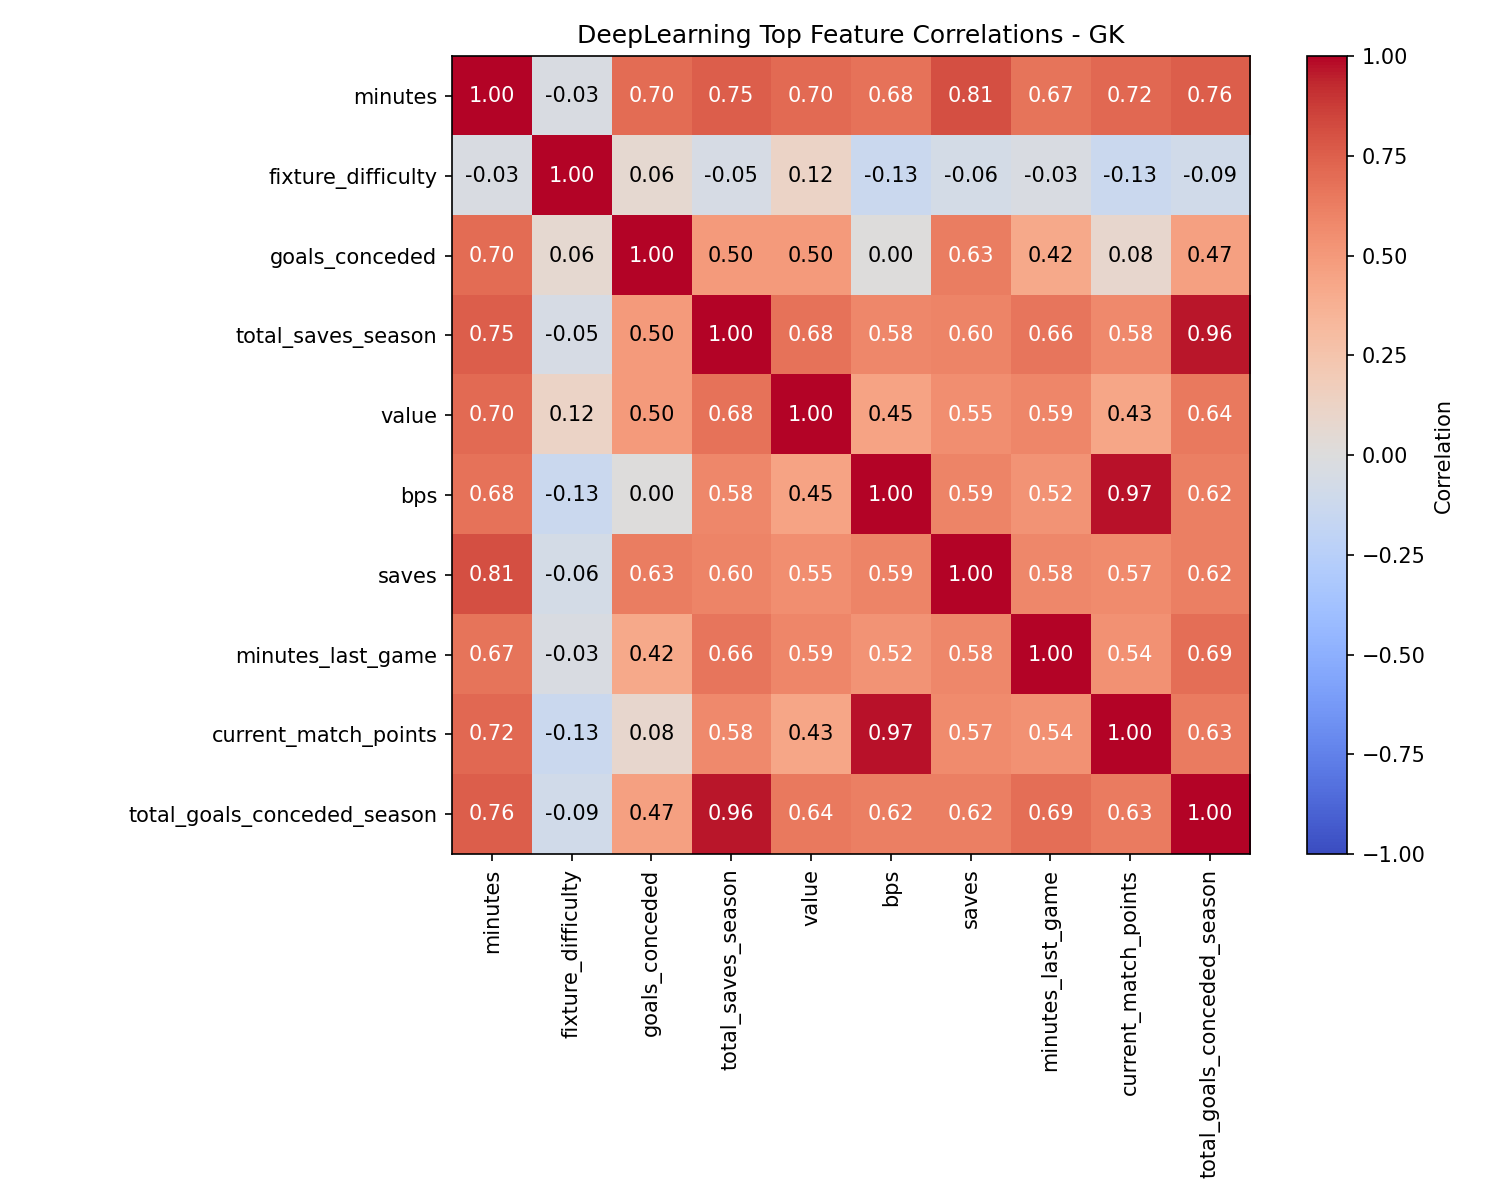 DeepLearning Top Feature Correlations - GK
minutes 1.00 -0.03 0.70 0.75 0.70 0.68 0.81 0.67 0.72 0.76
fixture_difficulty -0.03 1.00 0.06 -0.05 0.12 -0.13 -0.06 -0.03 -0.13 -0.09
goals_conceded 0.70 0.06 1.00 0.50 0.50 0.00 0.63 0.42 0.08 0.47
total_saves_season 0.75 -0.05 0.50 1.00 0.68 0.58 0.60 0.66 0.58 0.96
value 0.70 0.12 0.50 0.68 1.00 0.45 0.55 0.59 0.43 0.64
bps 0.68 -0.13 0.00 0.58 0.45 1.00 0.59 0.52 0.97 0.62
saves 0.81 -0.06 0.63 0.60 0.55 0.59 1.00 0.58 0.57 0.62
minutes_last_game 0.67 -0.03 0.42 0.66 0.59 0.52 0.58 1.00 0.54 0.69
current_match_points 0.72 -0.13 0.08 0.58 0.43 0.97 0.57 0.54 1.00 0.63
total_goals_conceded_season 0.76 -0.09 0.47 0.96 0.64 0.62 0.62 0.69 0.63 1.00
minutes
fixture_difficulty
goals_conceded
total_saves_season
value
bps
saves
minutes_last_game
current_match_points
total_goals_conceded_season
1.00
0.75
0.50
0.25
0.00
−0.25
−0.50
−0.75
−1.00
Correlation